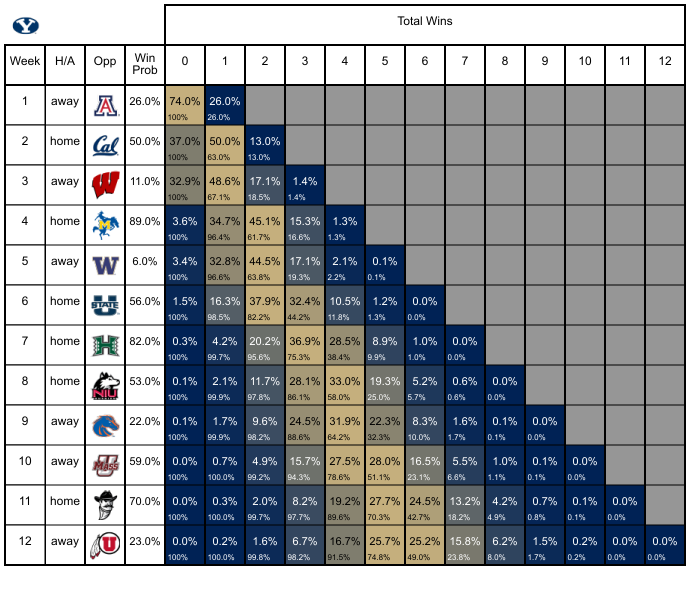 Total Wins
Week H/A Opp Win Prob 0 1 2 3 4 5 6 7 8 9 10 11 12
1 away A 26.0% 74.0% 26.0%
100% 26.0%
2 home Cal 50.0% 37.0% 50.0% 13.0%
100% 63.0% 13.0%
3 away W 11.0% 32.9% 48.6% 17.1% 1.4%
100% 67.1% 18.5% 1.4%
4 home M 89.0% 3.6% 34.7% 45.1% 15.3% 1.3%
100% 96.4% 61.7% 16.6% 1.3%
5 away W 6.0% 3.4% 32.8% 44.5% 17.1% 2.1% 0.1%
100% 96.6% 63.8% 19.3% 2.2% 0.1%
6 home U STATE 56.0% 1.5% 16.3% 37.9% 32.4% 10.5% 1.2% 0.0%
100% 98.5% 82.2% 44.2% 11.8% 1.3% 0.0%
7 home H 82.0% 0.3% 4.2% 20.2% 36.9% 28.5% 8.9% 1.0% 0.0%
100% 99.7% 95.6% 75.3% 38.4% 9.9% 1.0% 0.0%
8 home NIU 53.0% 0.1% 2.1% 11.7% 28.1% 33.0% 19.3% 5.2% 0.6% 0.0%
100% 99.9% 97.8% 86.1% 58.0% 25.0% 5.7% 0.6% 0.0%
9 away 22.0% 0.1% 1.7% 9.6% 24.5% 31.9% 22.3% 8.3% 1.6% 0.1% 0.0%
100% 99.9% 98.2% 88.6% 64.2% 32.3% 10.0% 1.7% 0.1% 0.0%
10 away UMass 59.0% 0.0% 0.7% 4.9% 15.7% 27.5% 28.0% 16.5% 5.5% 1.0% 0.1% 0.0%
100% 100.0% 99.2% 94.3% 78.6% 51.1% 23.1% 6.6% 1.1% 0.1% 0.0%
11 home 70.0% 0.0% 0.3% 2.0% 8.2% 19.2% 27.7% 24.5% 13.2% 4.2% 0.7% 0.1% 0.0%
100% 100.0% 99.7% 97.7% 89.6% 70.3% 42.7% 18.2% 4.9% 0.8% 0.1% 0.0%
12 away U 23.0% 0.0% 0.2% 1.6% 6.7% 16.7% 25.7% 25.2% 15.8% 6.2% 1.5% 0.2% 0.0% 0.0%
100% 100.0% 99.8% 98.2% 91.5% 74.8% 49.0% 23.8% 8.0% 1.7% 0.2% 0.0% 0.0%